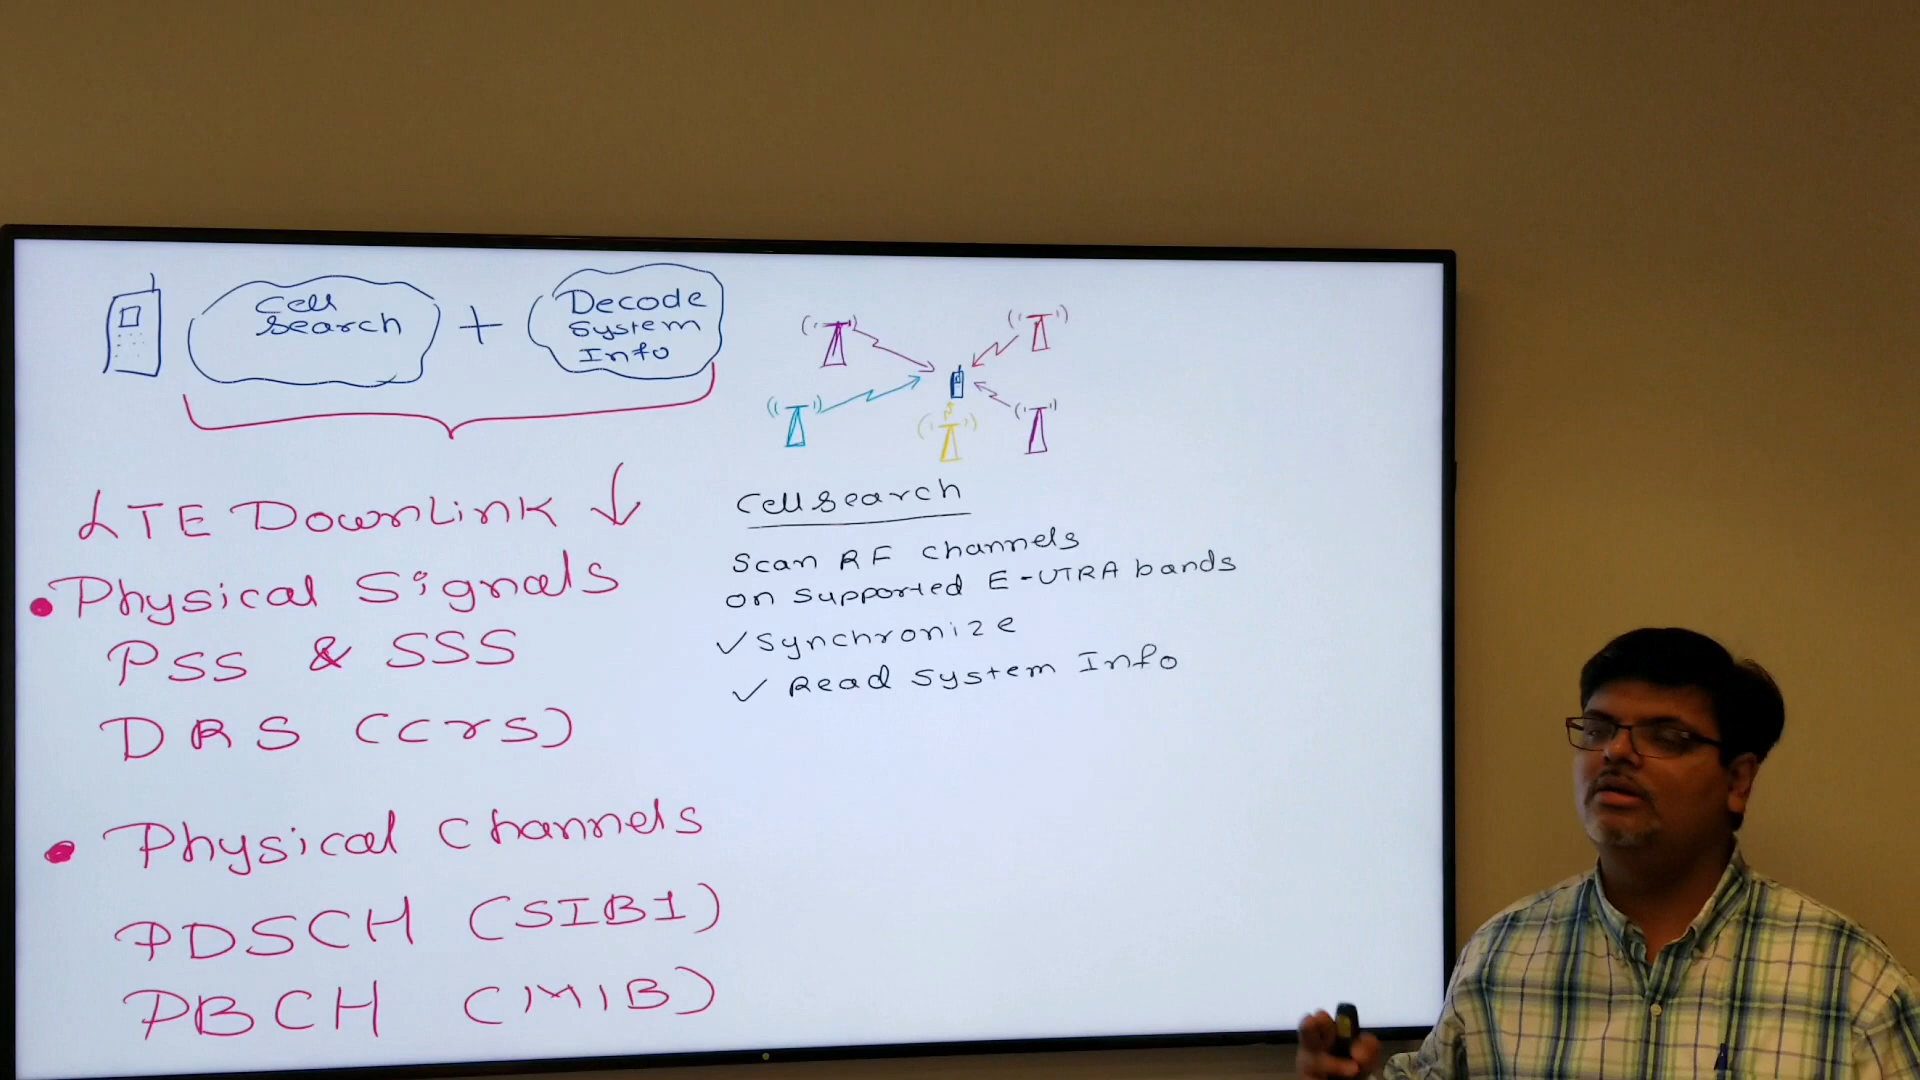 Cell
Search
+
Decode
System
Info
LTE DownLink ↓
• Physical Signals
PSS & SSS
DRS (crs)
• Physical Channels
PDSCH (SIB1)
PBCH (MIB)
Cell Search
Scan RF channels
on supported E-UTRA bands
✓ Synchronize
✓ Read System Info